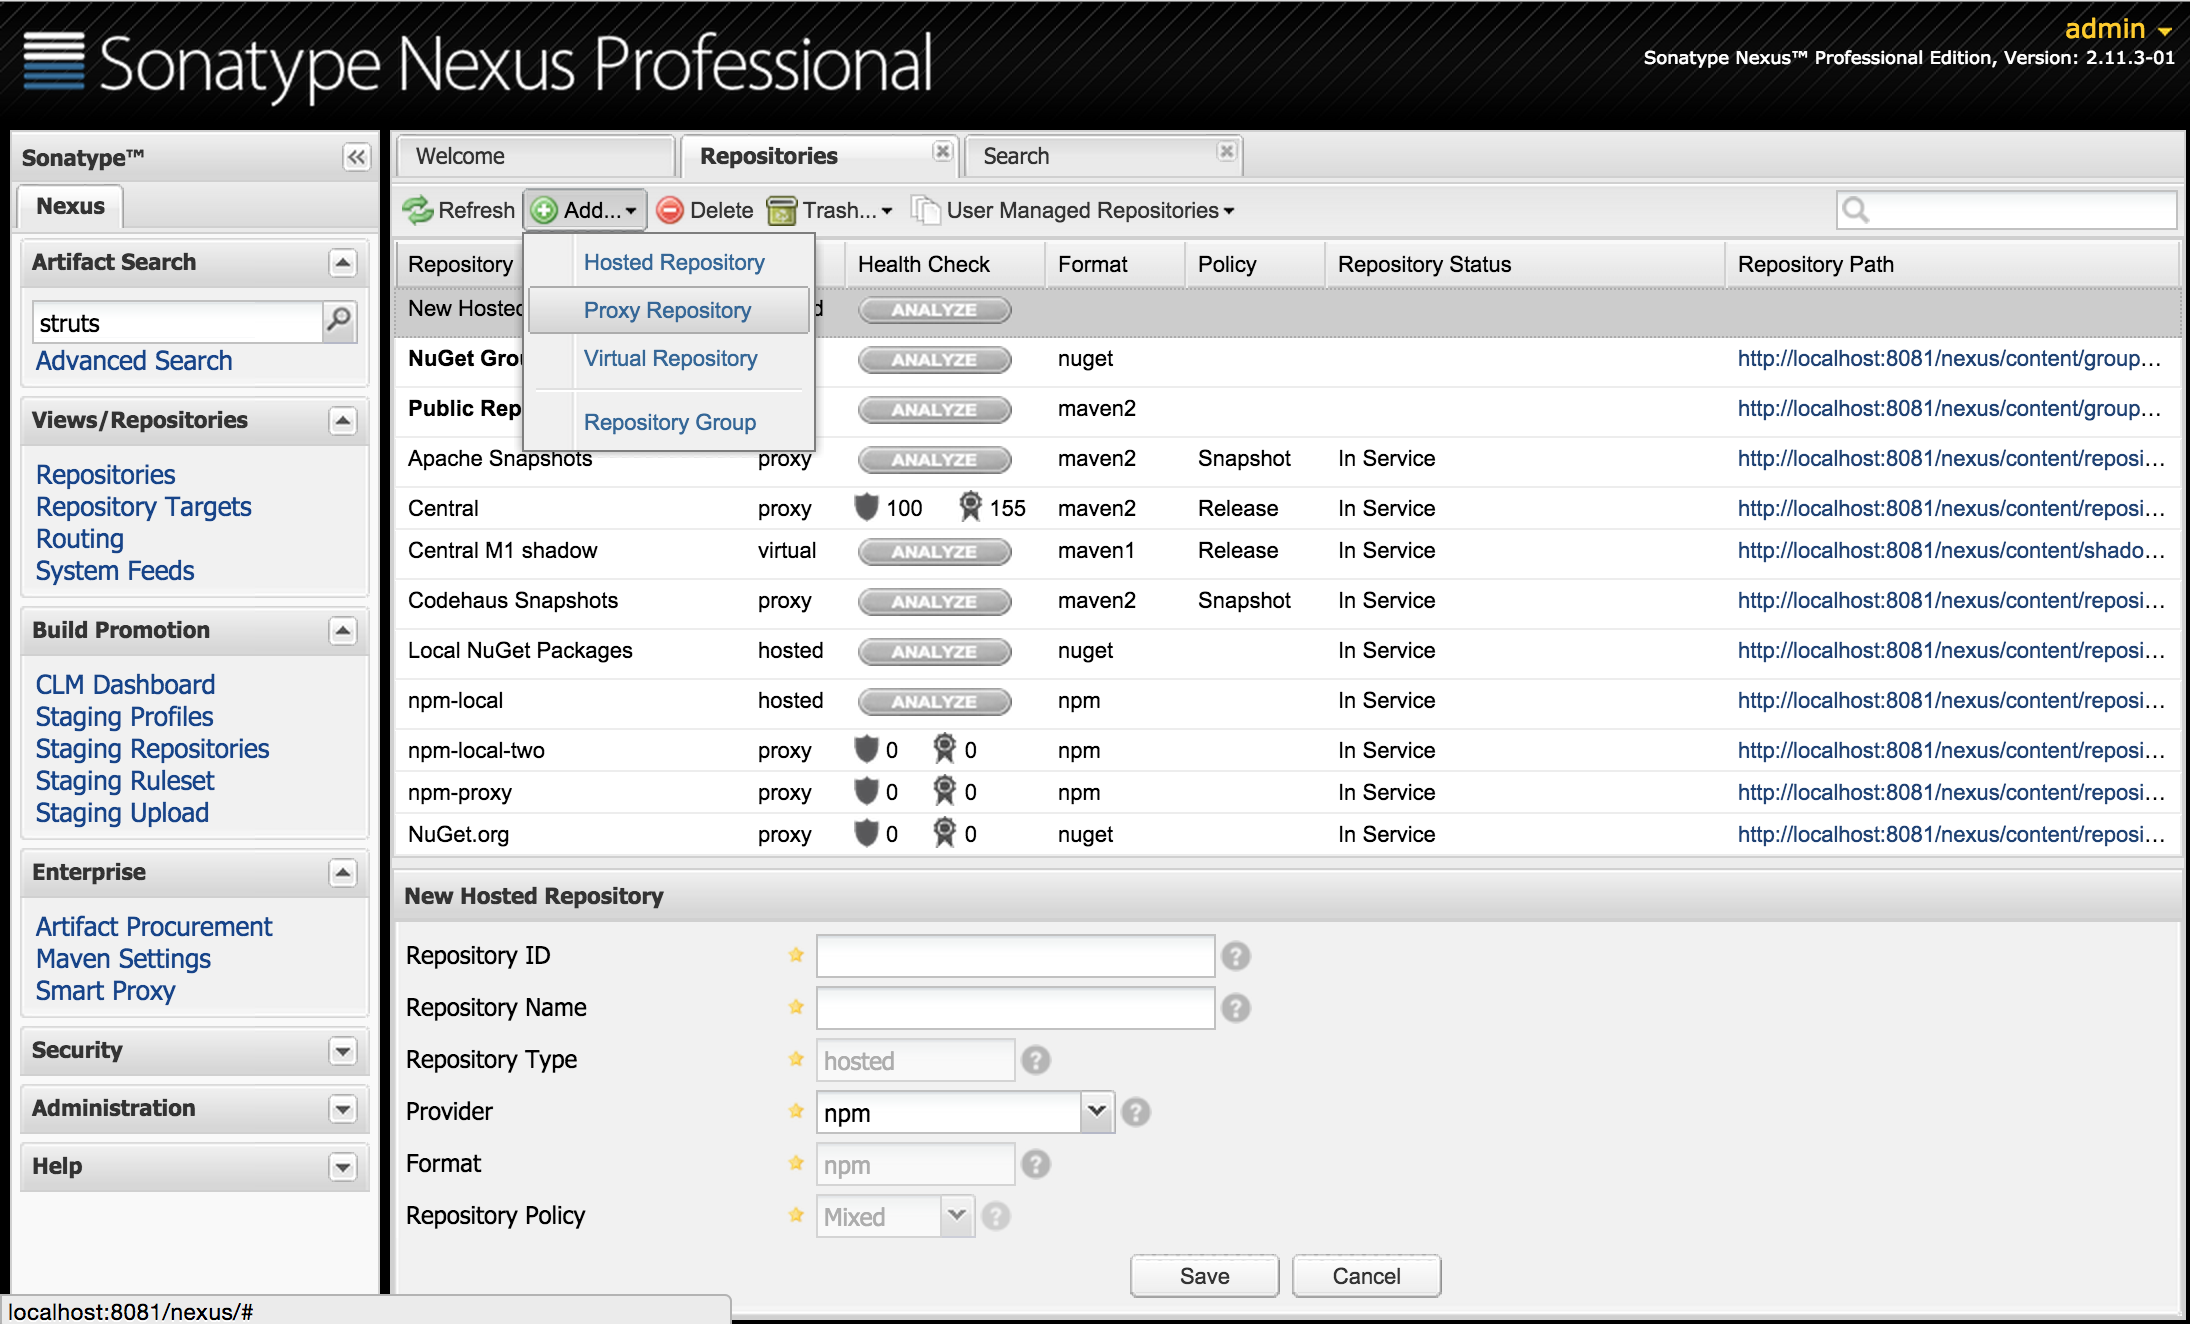 Sonatype Nexus Professional
admin
Sonatype Nexus™ Professional Edition, Version: 2.11.3-01
Sonatype™
Nexus
Artifact Search
struts
Advanced Search
Views/Repositories
Repositories
Repository Targets
Routing
System Feeds
Build Promotion
CLM Dashboard
Staging Profiles
Staging Repositories
Staging Ruleset
Staging Upload
Enterprise
Artifact Procurement
Maven Settings
Smart Proxy
Security
Administration
Help
Welcome Repositories Search
Refresh Add... Delete Trash... User Managed Repositories
Hosted Repository
Proxy Repository
Virtual Repository
Repository Group
Repository Health Check Format Policy Repository Status Repository Path
New Hosted d ANALYZE
NuGet Grou ANALYZE nuget http://localhost:8081/nexus/content/group...
Public Rep ANALYZE maven2 http://localhost:8081/nexus/content/group...
Apache Snapshots proxy ANALYZE maven2 Snapshot In Service http://localhost:8081/nexus/content/reposi...
Central proxy 100 155 maven2 Release In Service http://localhost:8081/nexus/content/reposi...
Central M1 shadow virtual ANALYZE maven1 Release In Service http://localhost:8081/nexus/content/shado...
Codehaus Snapshots proxy ANALYZE maven2 Snapshot In Service http://localhost:8081/nexus/content/reposi...
Local NuGet Packages hosted ANALYZE nuget In Service http://localhost:8081/nexus/content/reposi...
npm-local hosted ANALYZE npm In Service http://localhost:8081/nexus/content/reposi...
npm-local-two proxy 0 0 npm In Service http://localhost:8081/nexus/content/reposi...
npm-proxy proxy 0 0 npm In Service http://localhost:8081/nexus/content/reposi...
NuGet.org proxy 0 0 nuget In Service http://localhost:8081/nexus/content/reposi...
New Hosted Repository
Repository ID
Repository Name
Repository Type hosted
Provider npm
Format npm
Repository Policy Mixed
Save Cancel
localhost:8081/nexus/#